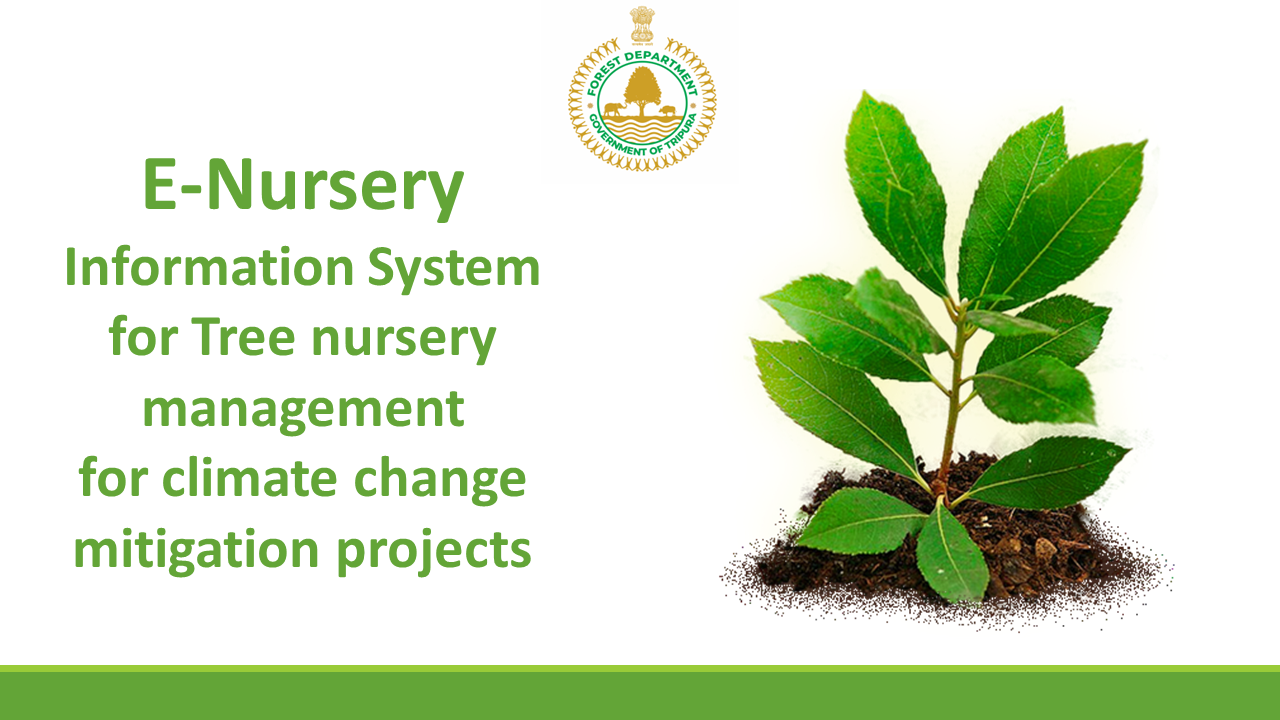 FOREST DEPARTMENT
GOVERNMENT OF TRIPURA
E-Nursery
Information System
for Tree nursery
management
for climate change
mitigation projects